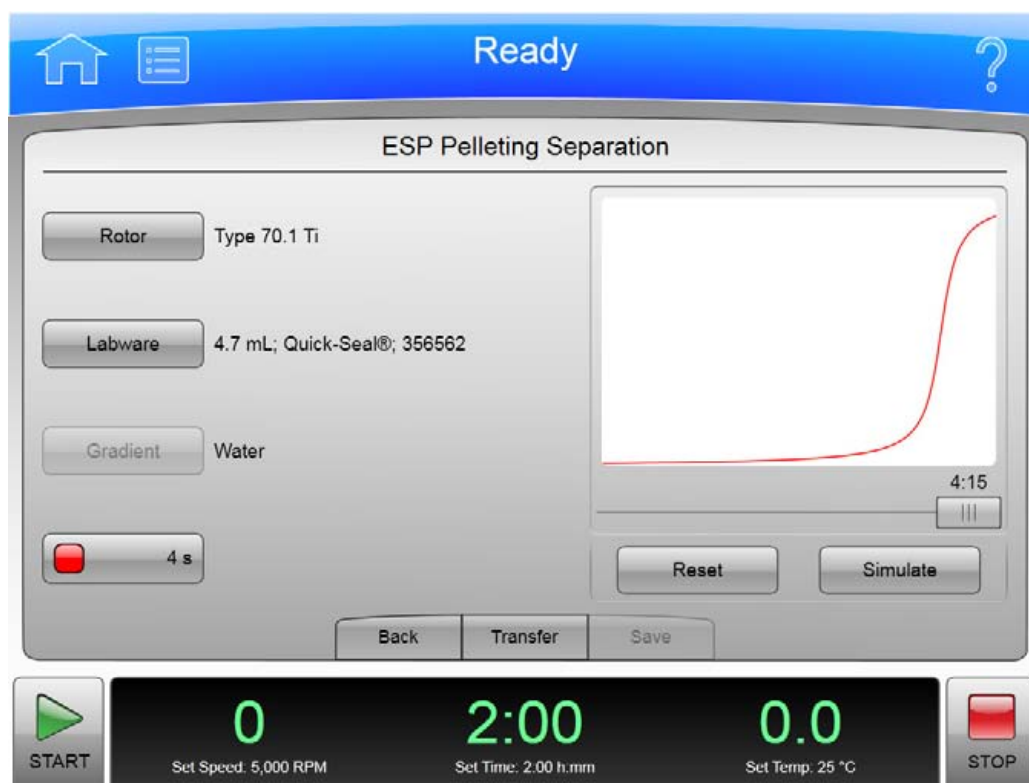 Ready
ESP Pelleting Separation
Rotor Type 70.1 Ti
Labware 4.7 mL; Quick-Seal®; 356562
Gradient Water
4:15
4 s
Reset Simulate
Back Transfer Save
START
0 2:00 0.0
Set Speed: 5,000 RPM Set Time: 2.00 h:mm Set Temp: 25 °C
STOP